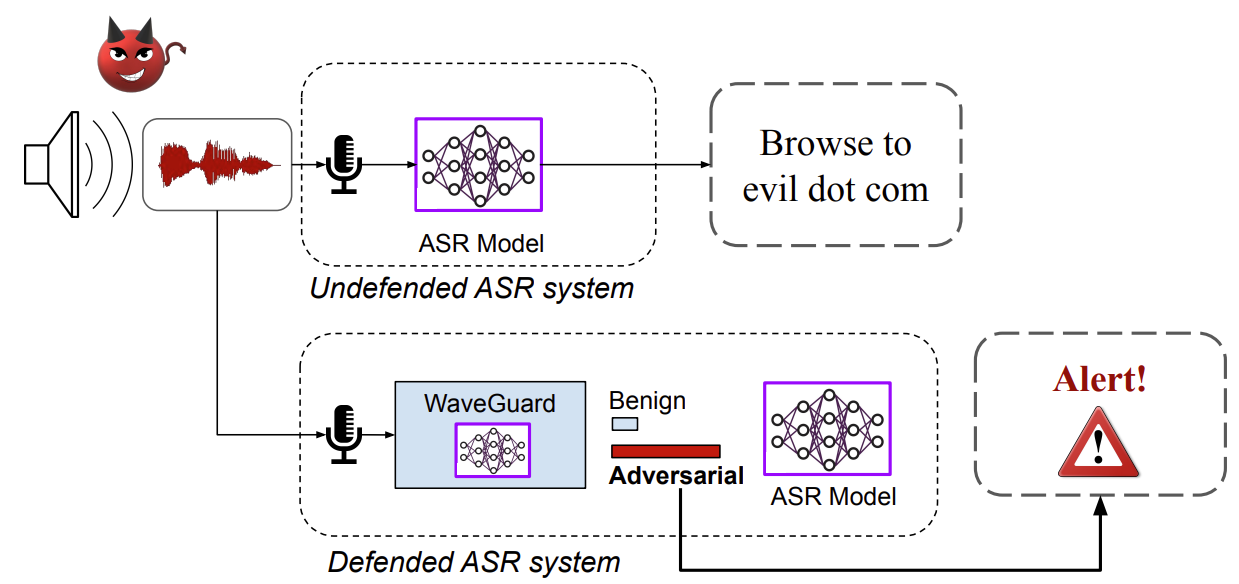 Browse to
evil dot com
ASR Model
Undefended ASR system
WaveGuard
Benign
Adversarial
ASR Model
Alert!
Defended ASR system